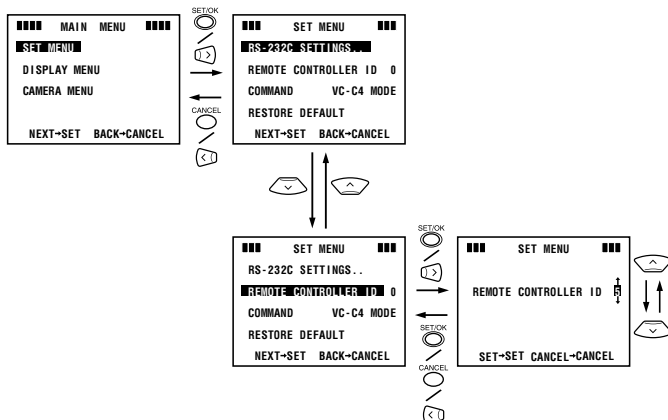 MAIN MENU
SET MENU
DISPLAY MENU
CAMERA MENU
NEXT→SET BACK→CANCEL
SET/OK
CANCEL
SET MENU
RS-232C SETTINGS..
REMOTE CONTROLLER ID 0
COMMAND VC-C4 MODE
RESTORE DEFAULT
NEXT→SET BACK→CANCEL
SET MENU
RS-232C SETTINGS..
REMOTE CONTROLLER ID 0
COMMAND VC-C4 MODE
RESTORE DEFAULT
NEXT→SET BACK→CANCEL
SET/OK
SET/OK
CANCEL
SET MENU
REMOTE CONTROLLER ID 5
SET→SET CANCEL→CANCEL